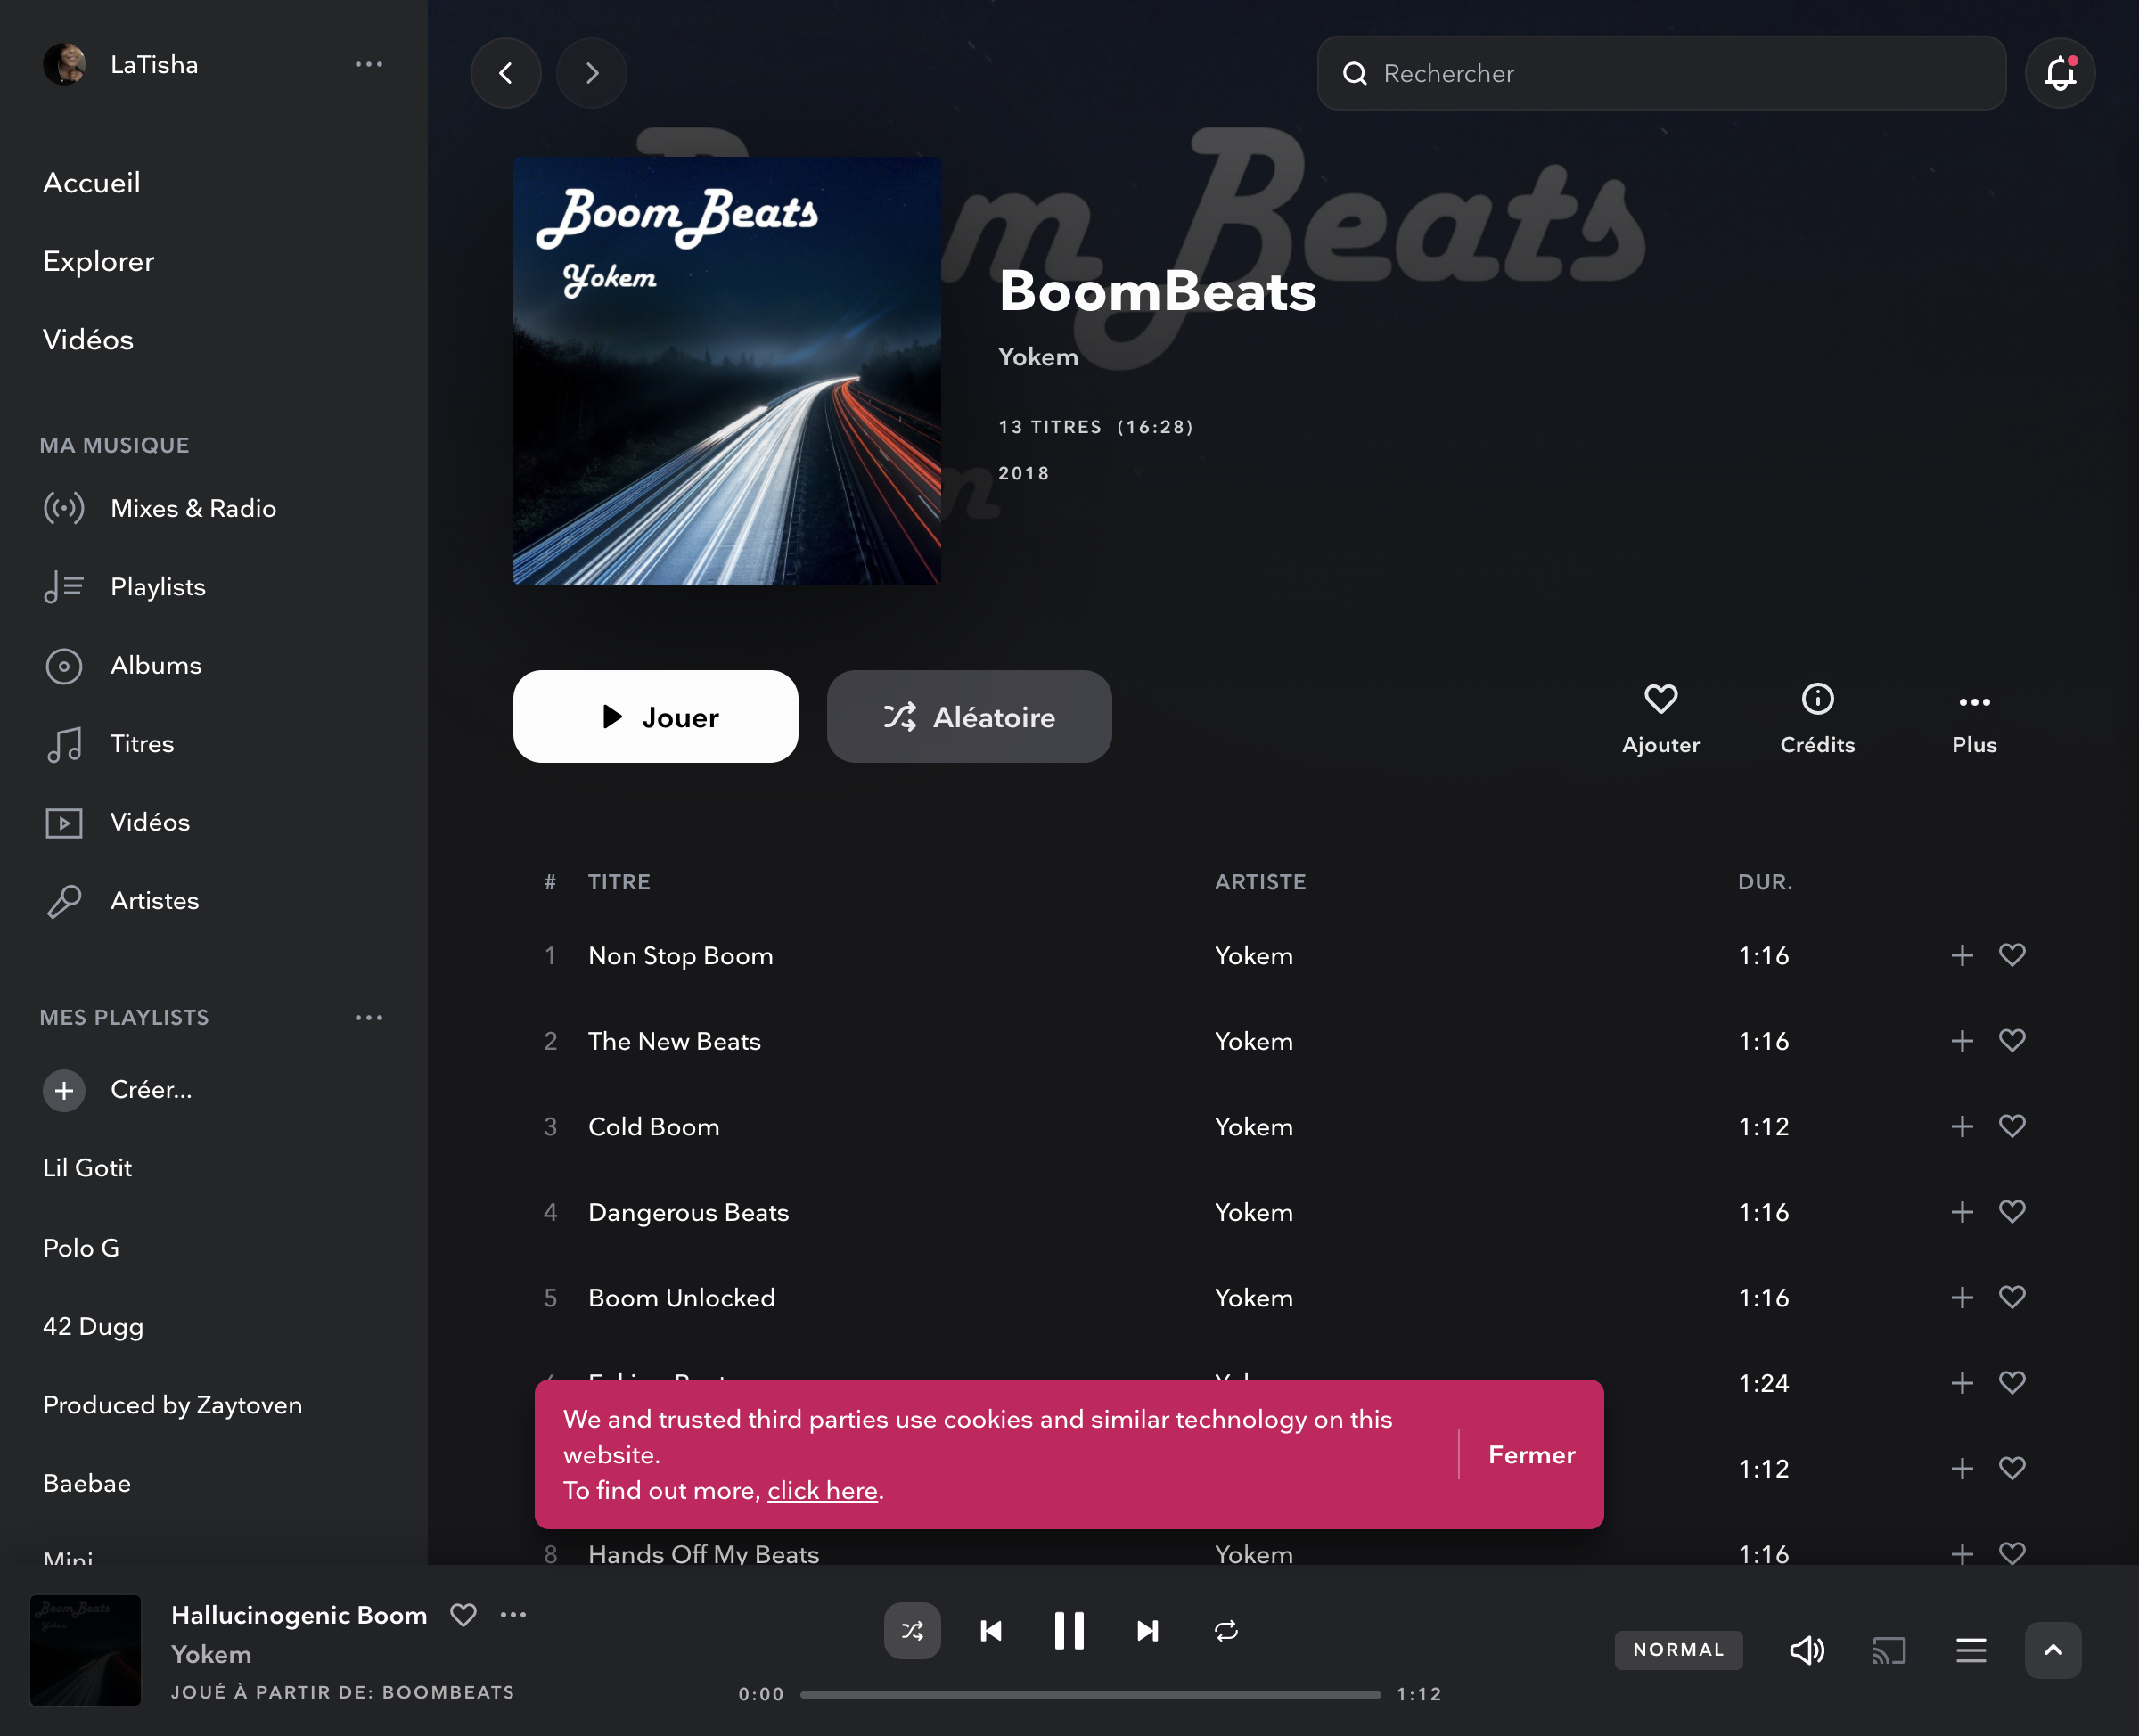 LaTisha
Accueil
Explorer
Vidéos
MA MUSIQUE
Mixes & Radio
Playlists
Albums
Titres
Vidéos
Artistes
MES PLAYLISTS
Créer...
Lil Gotit
Polo G
42 Dugg
Produced by Zaytoven
Baebae
Mini
Rechercher
Boom Beats
Yokem
BoomBeats
Yokem
13 TITRES (16:28)
2018
Jouer
Aléatoire
Ajouter
Crédits
Plus
# TITRE ARTISTE DUR.
1 Non Stop Boom Yokem 1:16
2 The New Beats Yokem 1:16
3 Cold Boom Yokem 1:12
4 Dangerous Beats Yokem 1:16
5 Boom Unlocked Yokem 1:16
1:24
We and trusted third parties use cookies and similar technology on this
website.
To find out more, click here.
Fermer
1:12
8 Hands Off My Beats Yokem 1:16
Hallucinogenic Boom
Yokem
JOUÉ À PARTIR DE: BOOMBEATS
0:00
1:12
NORMAL